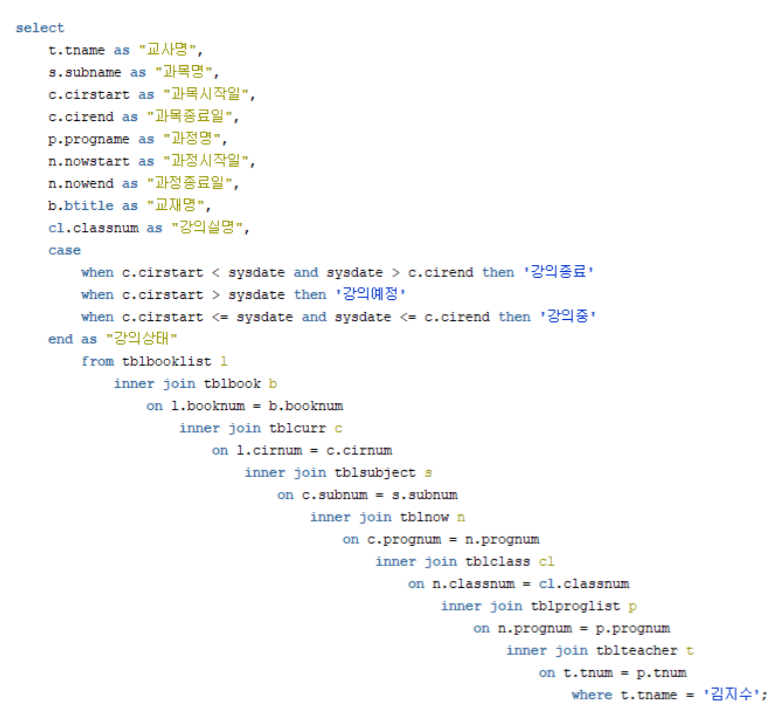 select
t.tname as "교사명",
s.subname as "과목명",
c.cirstart as "과목시작일",
c.cirend as "과목종료일",
p.progname as "과정명",
n.nowstart as "과정시작일",
n.nowend as "과정종료일",
b.btitle as "교재명",
cl.classnum as "강의실명",
case
when c.cirstart < sysdate and sysdate > c.cirend then '강의종료'
when c.cirstart > sysdate then '강의예정'
when c.cirstart <= sysdate and sysdate <= c.cirend then '강의중'
end as "강의상태"
from tblbooklist l
inner join tblbook b
on l.booknum = b.booknum
inner join tblcurr c
on l.cirnum = c.cirnum
inner join tblsubject s
on c.subnum = s.subnum
inner join tblnow n
on c.prognum = n.prognum
inner join tblclass cl
on n.classnum = cl.classnum
inner join tblproglist p
on n.prognum = p.prognum
inner join tblteacher t
on t.tnum = p.tnum
where t.tname = '김지수';